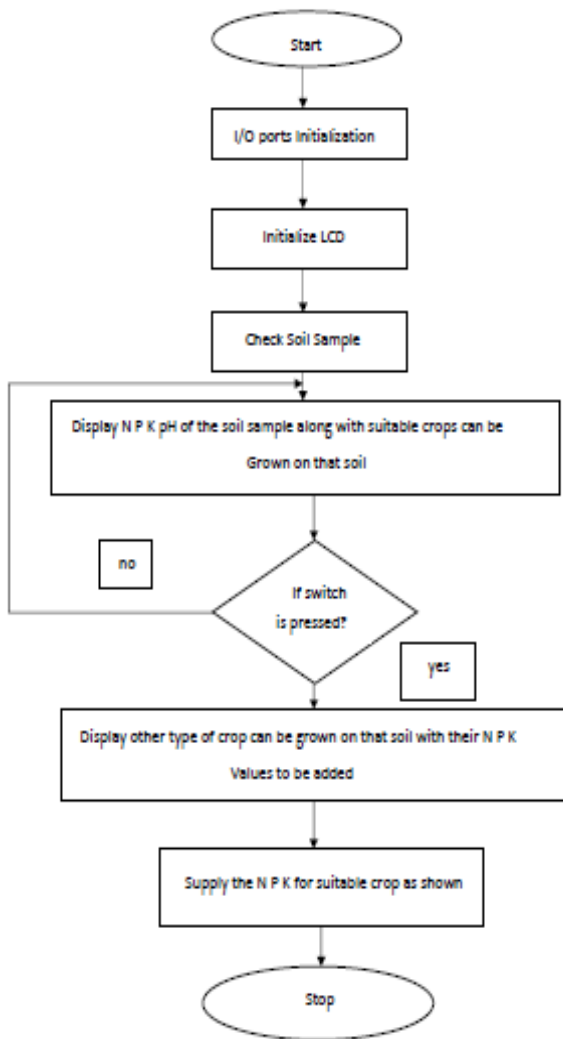 Start
I/O ports Initialization
Initialize LCD
Check Soil Sample
Display N P K pH of the soil sample along with suitable crops can be
Grown on that soil
no
If switch
is pressed?
yes
Display other type of crop can be grown on that soil with their N P K
Values to be added
Supply the N P K for suitable crop as shown
Stop